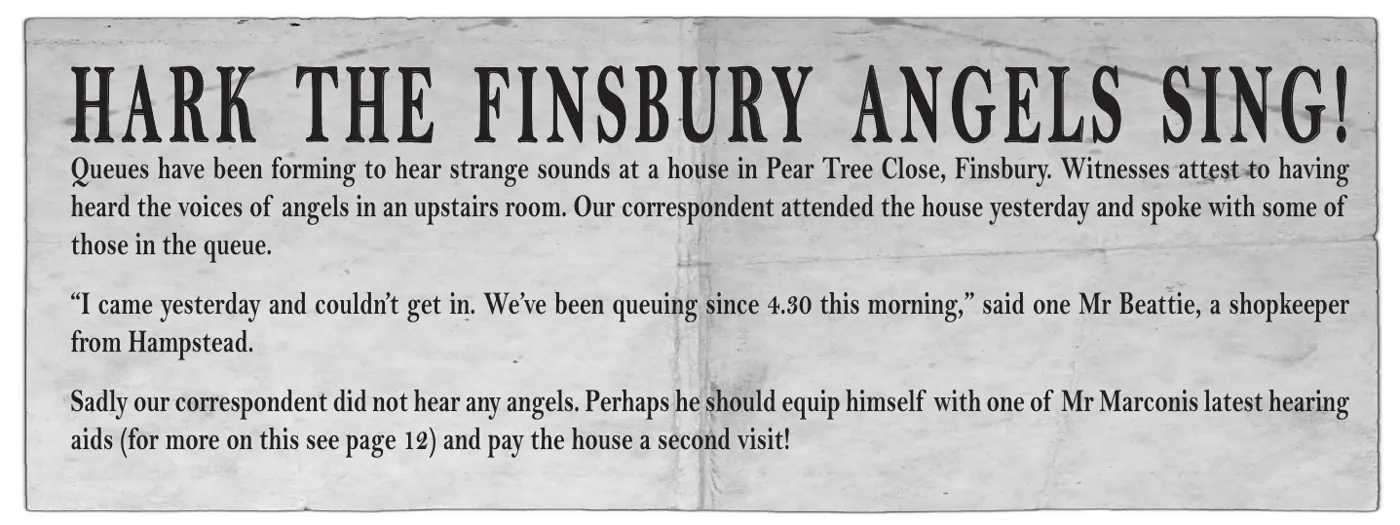 HARK THE FINSBURY ANGELS SING!
Queues have been forming to hear strange sounds at a house in Pear Tree Close, Finsbury. Witnesses attest to having
heard the voices of angels in an upstairs room. Our correspondent attended the house yesterday and spoke with some of
those in the queue.
“I came yesterday and couldn’t get in. We’ve been queuing since 4.30 this morning,” said one Mr Beattie, a shopkeeper
from Hampstead.
Sadly our correspondent did not hear any angels. Perhaps he should equip himself with one of Mr Marconis latest hearing
aids (for more on this see page 12) and pay the house a second visit!